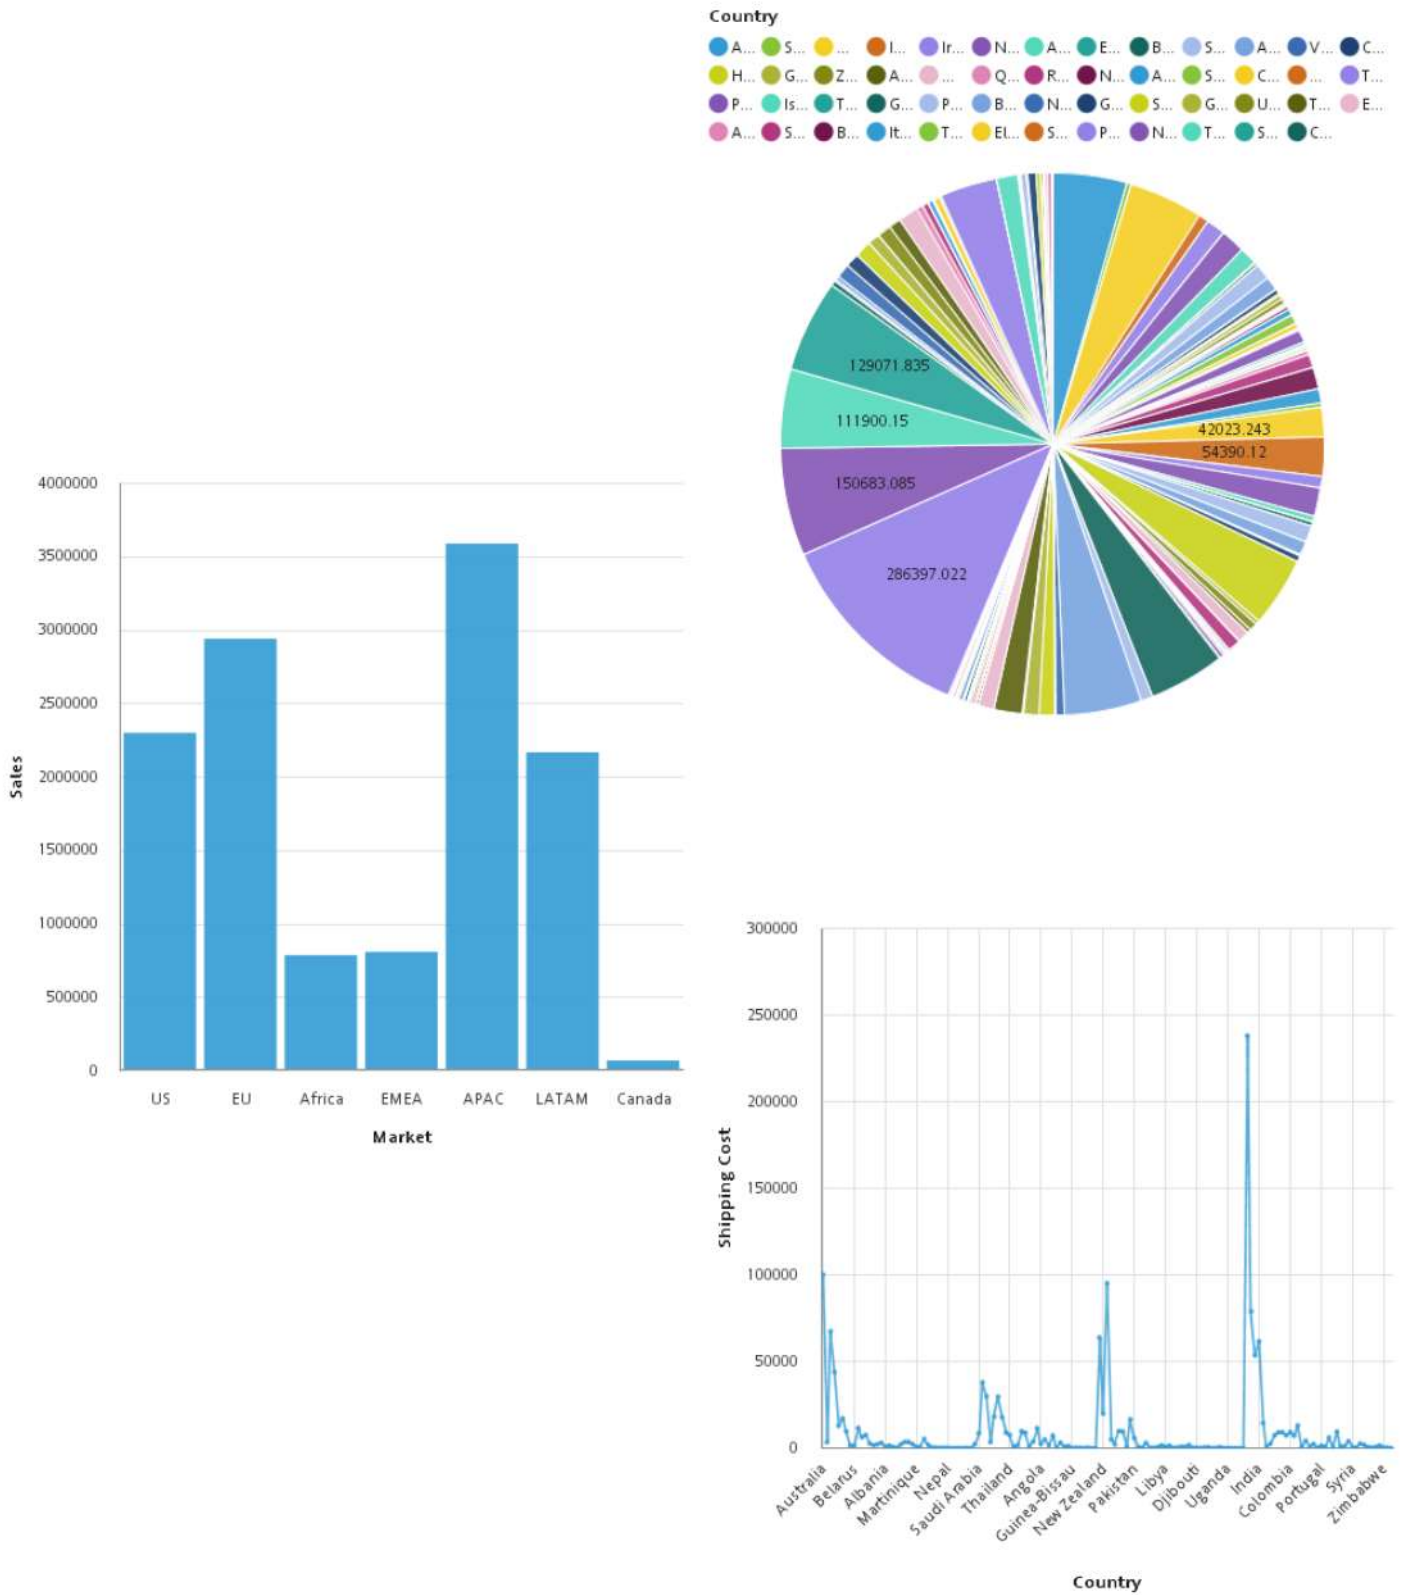 Country
A... S... ... I... Ir... N... A... E... B... S... A... V... C...
H... G... Z... A... ... Q... R... N... A... S... C... ... T...
P... Is... T... G... P... B... N... G... S... G... U... T... E...
A... S... B... It... T... El... S... P... N... T... S... C...
129071.835
111900.15
42023.243
54390.12
150683.085
286397.022
4000000
3500000
3000000
2500000
2000000
1500000
1000000
500000
0
Sales
US EU Africa EMEA APAC LATAM Canada
Market
300000
250000
200000
150000
100000
50000
0
Shipping Cost
Australia Belarus Albania Martinique Nepal Saudi Arabia Thailand Angola Guinea-Bissau New Zealand Pakistan Libya Djibouti Uganda India Colombia Portugal Syria Zimbabwe
Country